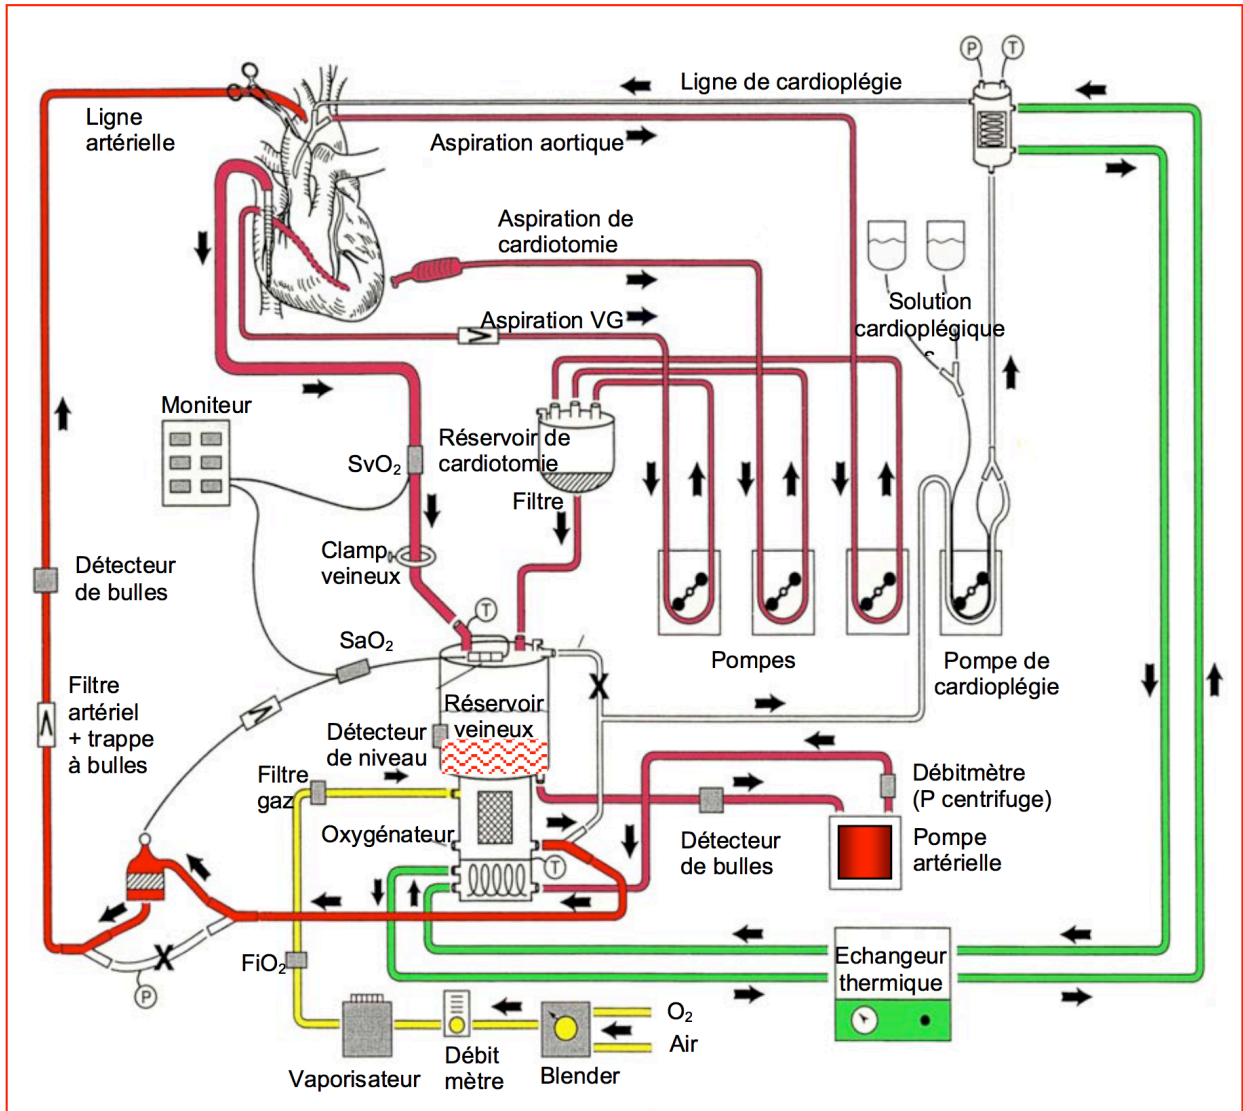 P
T
Ligne de cardioplégie
Ligne
artérielle
Aspiration aortique
Aspiration de
cardiotomie
Solution
cardioplégique
s
Aspiration VG
Moniteur
SvO2
Réservoir de
cardiotomie
Filtre
Clamp
veineux
Détecteur
de bulles
T
SaO2
Pompes
Pompe de
cardioplégie
X
Filtre
artériel
+ trappe
à bulles
Réservoir
veineux
Détecteur
de niveau
Filtre
gaz
Débitmètre
(P centrifuge)
Oxygénateur
T
Détecteur
de bulles
Pompe
artérielle
X
P
FiO2
Echangeur
thermique
O2
Air
Vaporisateur
Débit
mètre
Blender